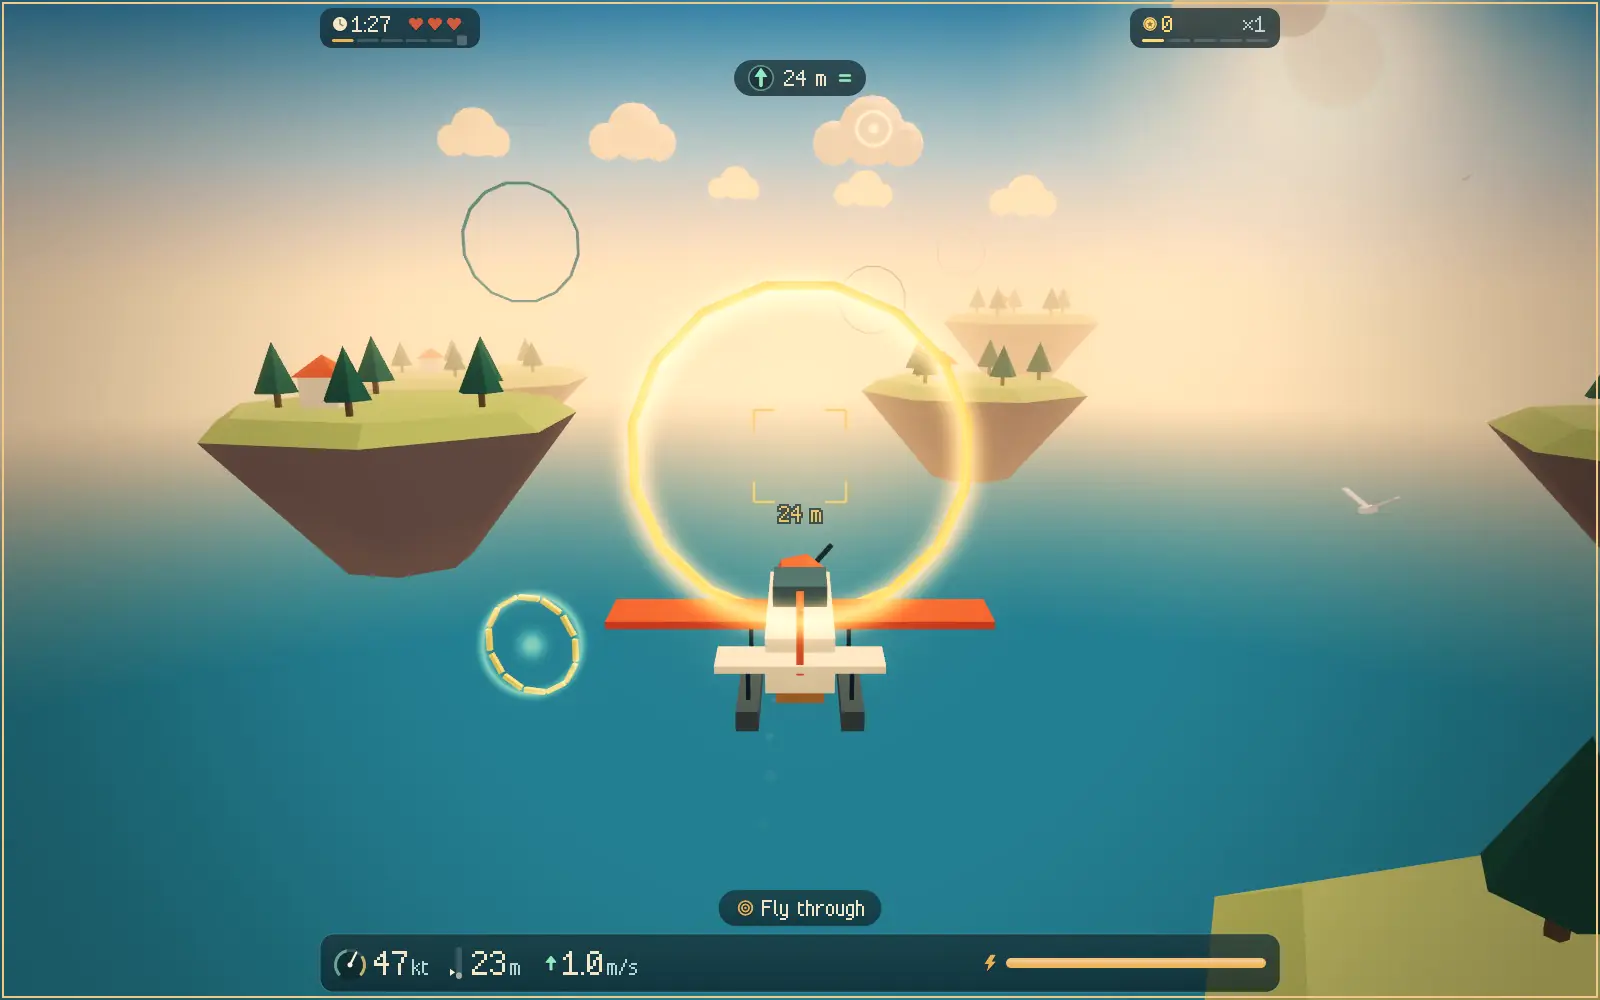 1:27
0 ×1
24 m =
24 m
Fly through
47kt 23m 1.0m/s